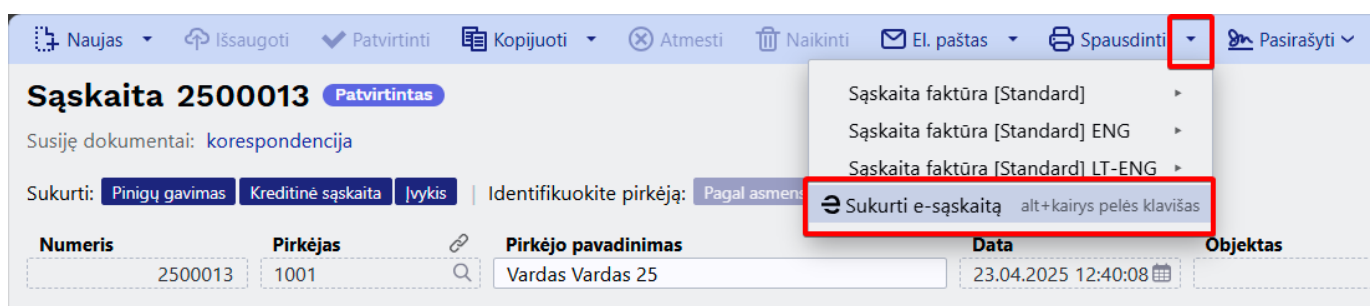 Naujas Išsaugoti Patvirtinti Kopijuoti Atmesti Naikinti El. paštas Spausdinti Pasirašyti
Sąskaita 2500013 Patvirtintas
Sąskaita faktūra [Standard]
Susiję dokumentai: korespondencija
Sąskaita faktūra [Standard] ENG
Sąskaita faktūra [Standard] LT-ENG
Sukurti: Pinigų gavimas Kreditinė sąskaita Įvykis | Identifikuokite pirkėją: Pagal asmens
Sukurti e-sąskaitą alt+kairys pelės klavišas
Numeris Pirkėjas Pirkėjo pavadinimas Data Objektas
2500013 1001 Vardas Vardas 25 23.04.2025 12:40:08